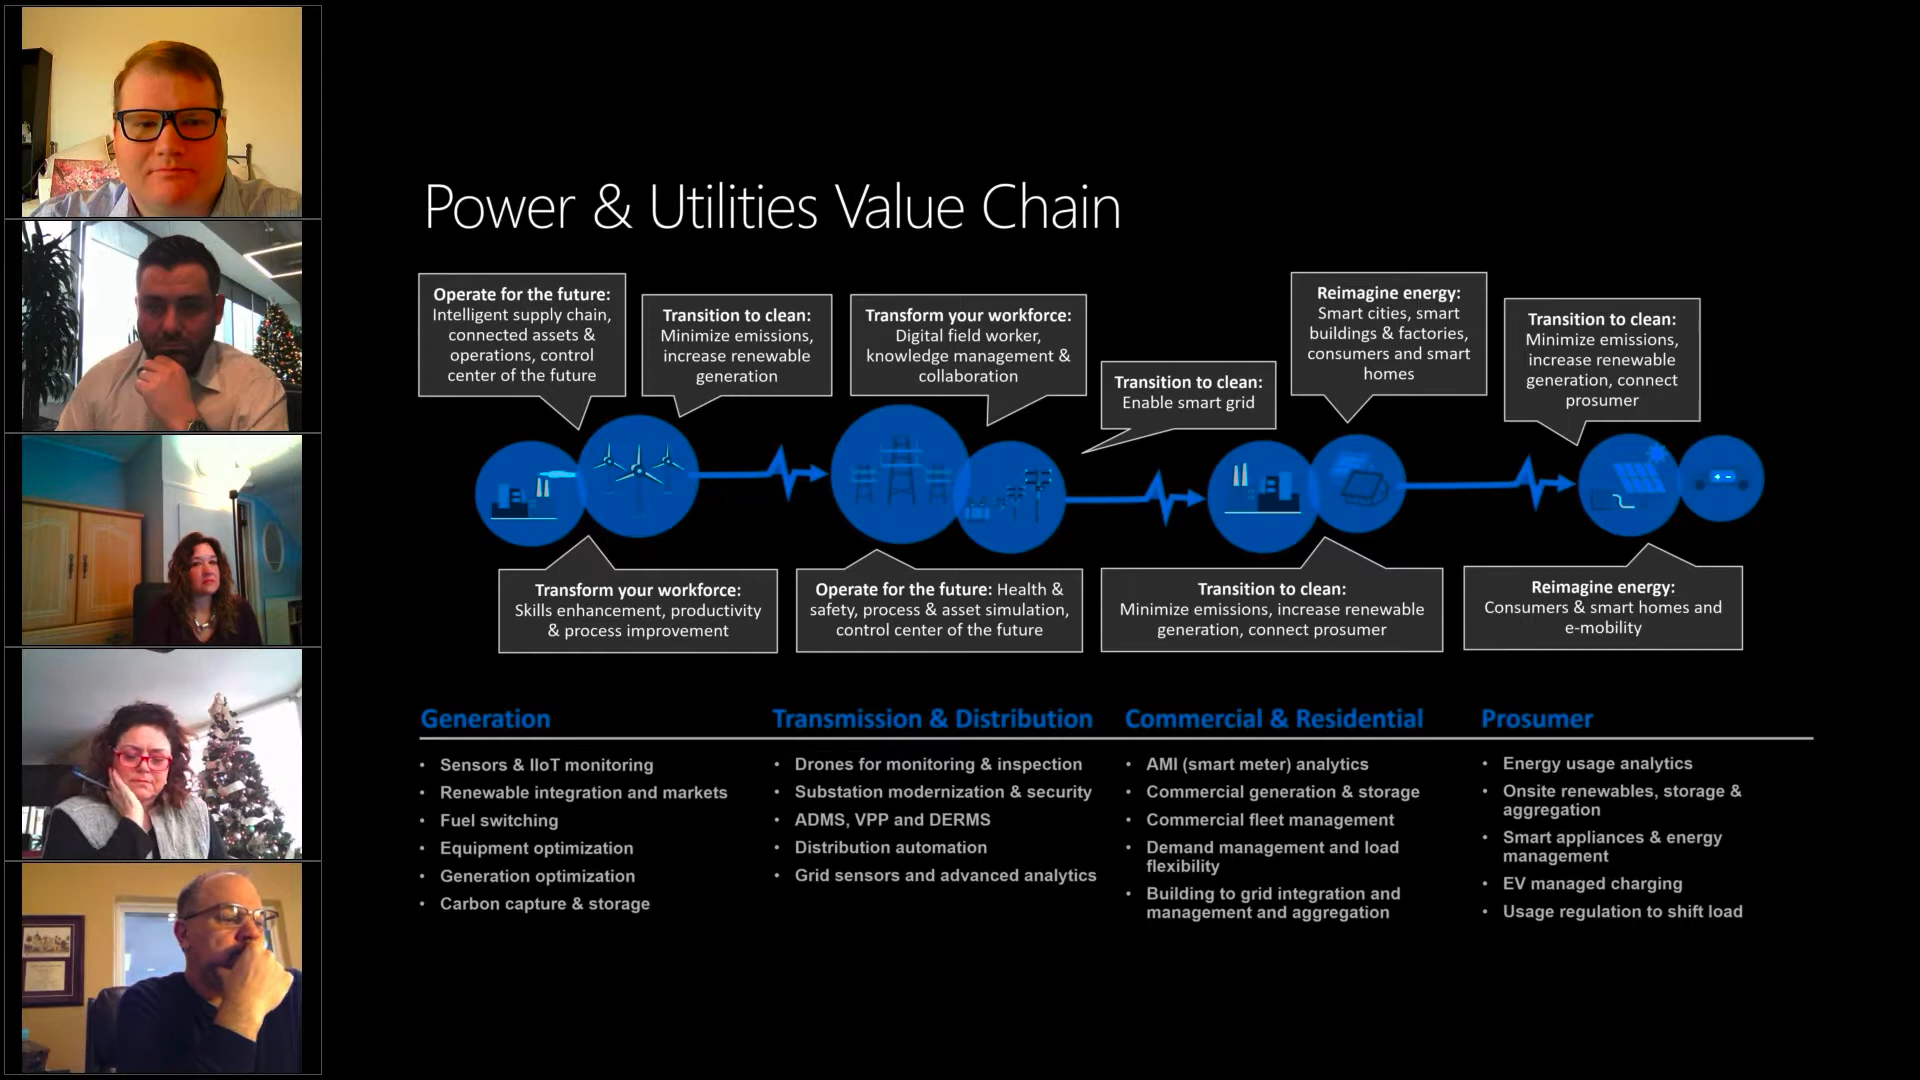 Power & Utilities Value Chain
Operate for the future:
Intelligent supply chain,
connected assets &
operations, control
center of the future
Transition to clean:
Minimize emissions,
increase renewable
generation
Transform your workforce:
Digital field worker,
knowledge management &
collaboration
Transition to clean:
Enable smart grid
Reimagine energy:
Smart cities, smart
buildings & factories,
consumers and smart
homes
Transition to clean:
Minimize emissions,
increase renewable
generation, connect
prosumer
Transform your workforce:
Skills enhancement, productivity
& process improvement
Operate for the future: Health &
safety, process & asset simulation,
control center of the future
Transition to clean:
Minimize emissions, increase renewable
generation, connect prosumer
Reimagine energy:
Consumers & smart homes and
e-mobility
Generation
• Sensors & IIoT monitoring
• Renewable integration and markets
• Fuel switching
• Equipment optimization
• Generation optimization
• Carbon capture & storage
Transmission & Distribution
• Drones for monitoring & inspection
• Substation modernization & security
• ADMS, VPP and DERMS
• Distribution automation
• Grid sensors and advanced analytics
Commercial & Residential
• AMI (smart meter) analytics
• Commercial generation & storage
• Commercial fleet management
• Demand management and load
flexibility
• Building to grid integration and
management and aggregation
Prosumer
• Energy usage analytics
• Onsite renewables, storage &
aggregation
• Smart appliances & energy
management
• EV managed charging
• Usage regulation to shift load